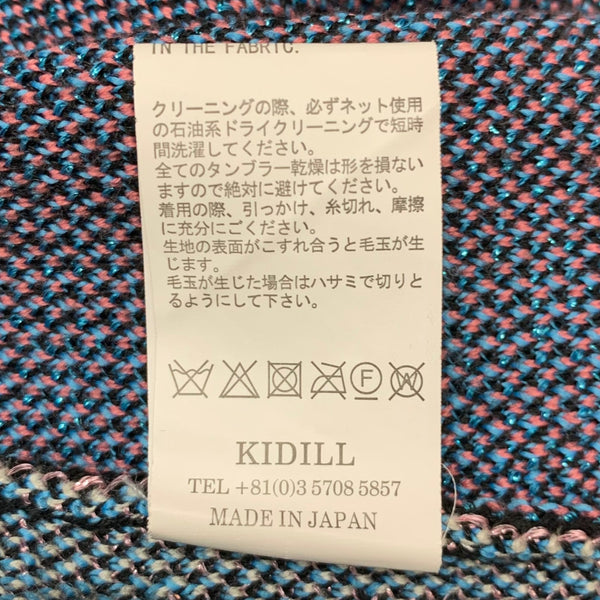 IN THE FABRIC.
クリーニングの際、必ずネット使用
の石油系ドライクリーニングで短時
間洗濯してください。
全てのタンブラー乾燥は形を損ない
ますので絶対に避けてください。
着用の際、引っかけ、糸切れ、摩擦
に充分にご注意ください。
生地の表面がこすれ合うと毛玉が生
じます。
毛玉が生じた場合はハサミで切りと
るようにして下さい。
F W
KIDILL
TEL +81(0)3 5708 5857
MADE IN JAPAN